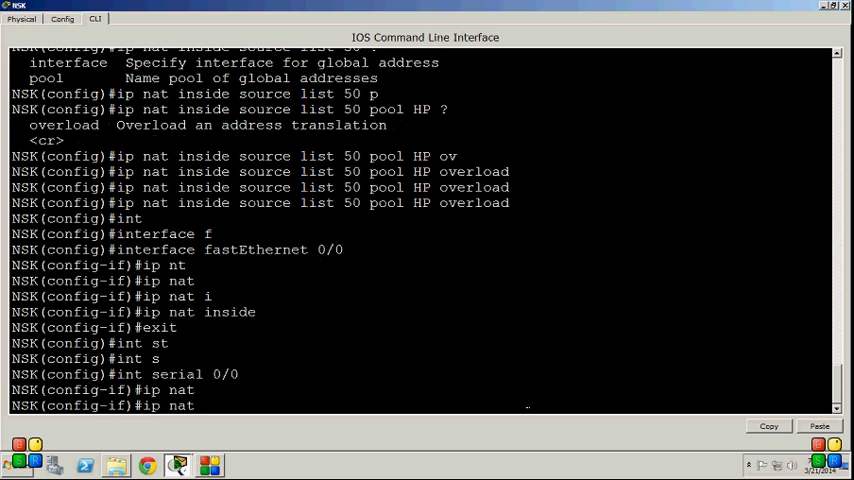 NSK
Physical Config CLI
IOS Command Line Interface
NSK(config)#ip nat inside source list 50 ?
interface Specify interface for global address
pool Name pool of global addresses
NSK(config)#ip nat inside source list 50 p
NSK(config)#ip nat inside source list 50 pool HP ?
overload Overload an address translation
<cr>
NSK(config)#ip nat inside source list 50 pool HP ov
NSK(config)#ip nat inside source list 50 pool HP overload
NSK(config)#ip nat inside source list 50 pool HP overload
NSK(config)#ip nat inside source list 50 pool HP overload
NSK(config)#int
NSK(config)#interface f
NSK(config)#interface fastEthernet 0/0
NSK(config-if)#ip nt
NSK(config-if)#ip nat
NSK(config-if)#ip nat i
NSK(config-if)#ip nat inside
NSK(config-if)#exit
NSK(config)#int st
NSK(config)#int s
NSK(config)#int serial 0/0
NSK(config-if)#ip nat
NSK(config-if)#ip nat
Copy Paste
3/21/2014